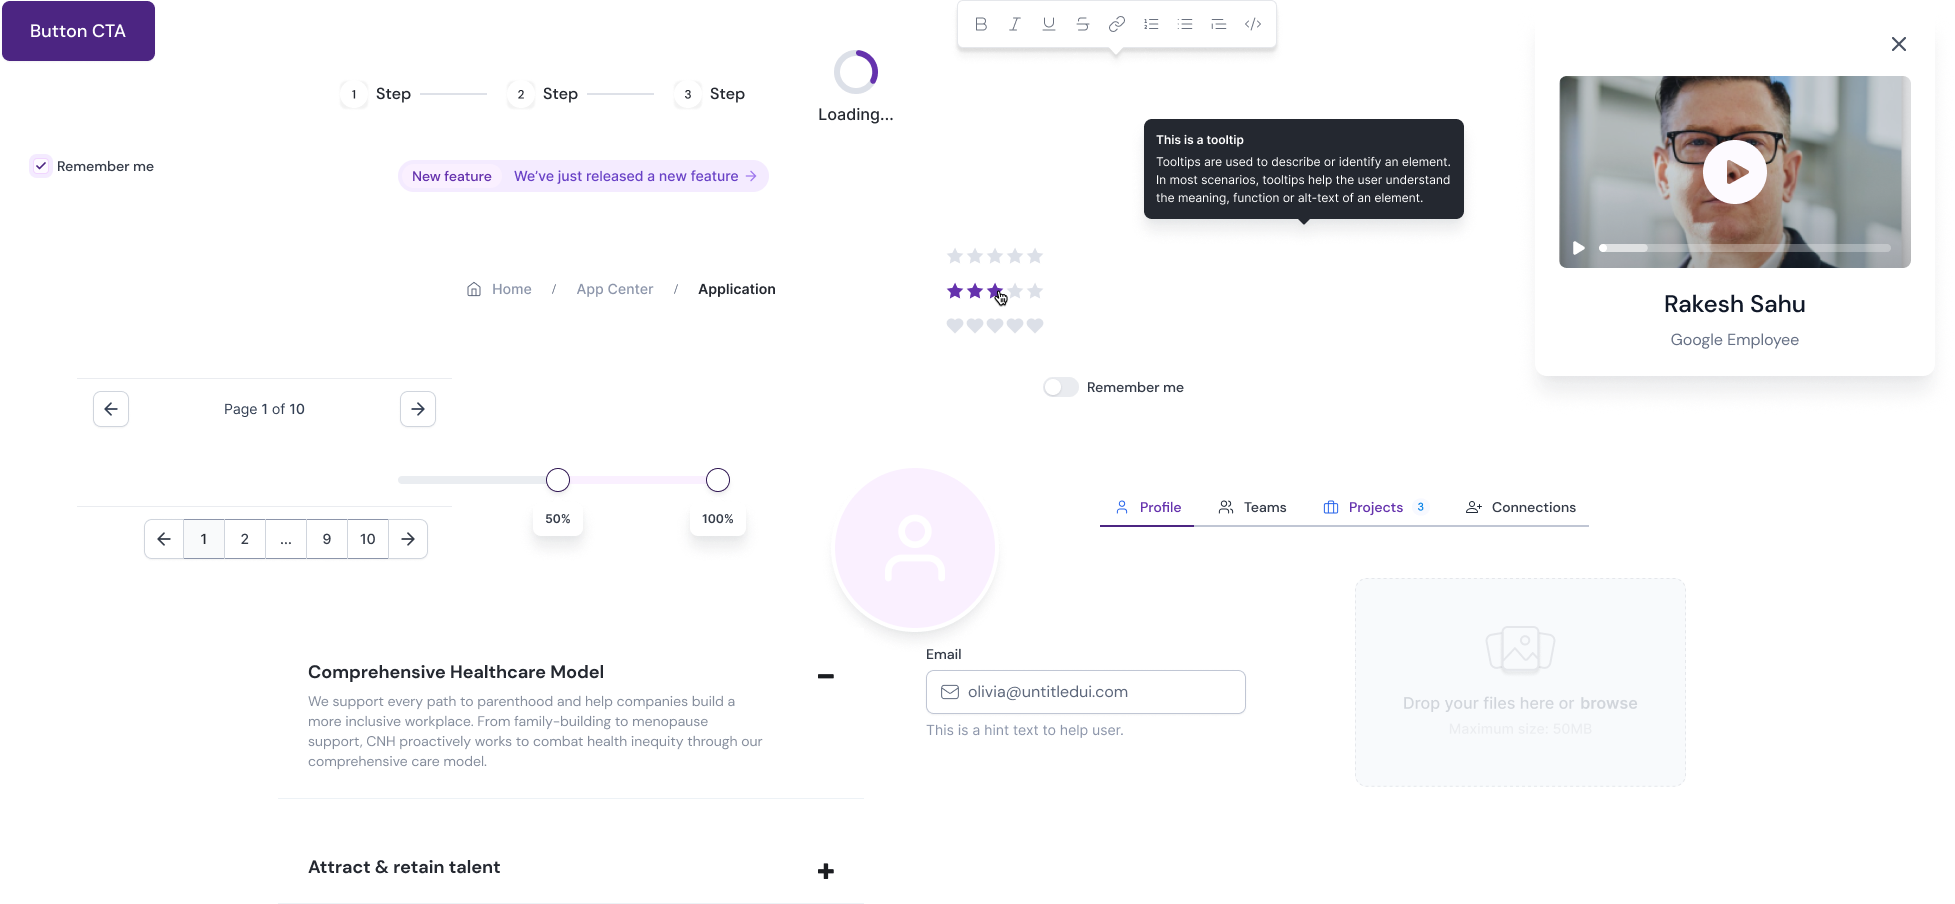 Button CTA
1 Step
2 Step
3 Step
Loading...
This is a tooltip
Tooltips are used to describe or identify an element.
In most scenarios, tooltips help the user understand
the meaning, function or alt-text of an element.
Remember me
New feature We've just released a new feature →
Home / App Center / Application
Rakesh Sahu
Google Employee
Remember me
Page 1 of 10
50%
100%
1 2 ... 9 10
Profile Teams Projects 3 Connections
Comprehensive Healthcare Model
We support every path to parenthood and help companies build a
more inclusive workplace. From family-building to menopause
support, CNH proactively works to combat health inequity through our
comprehensive care model.
Email
olivia@untitledui.com
This is a hint text to help user.
Drop your files here or browse
Maximum size: 50MB
Attract & retain talent